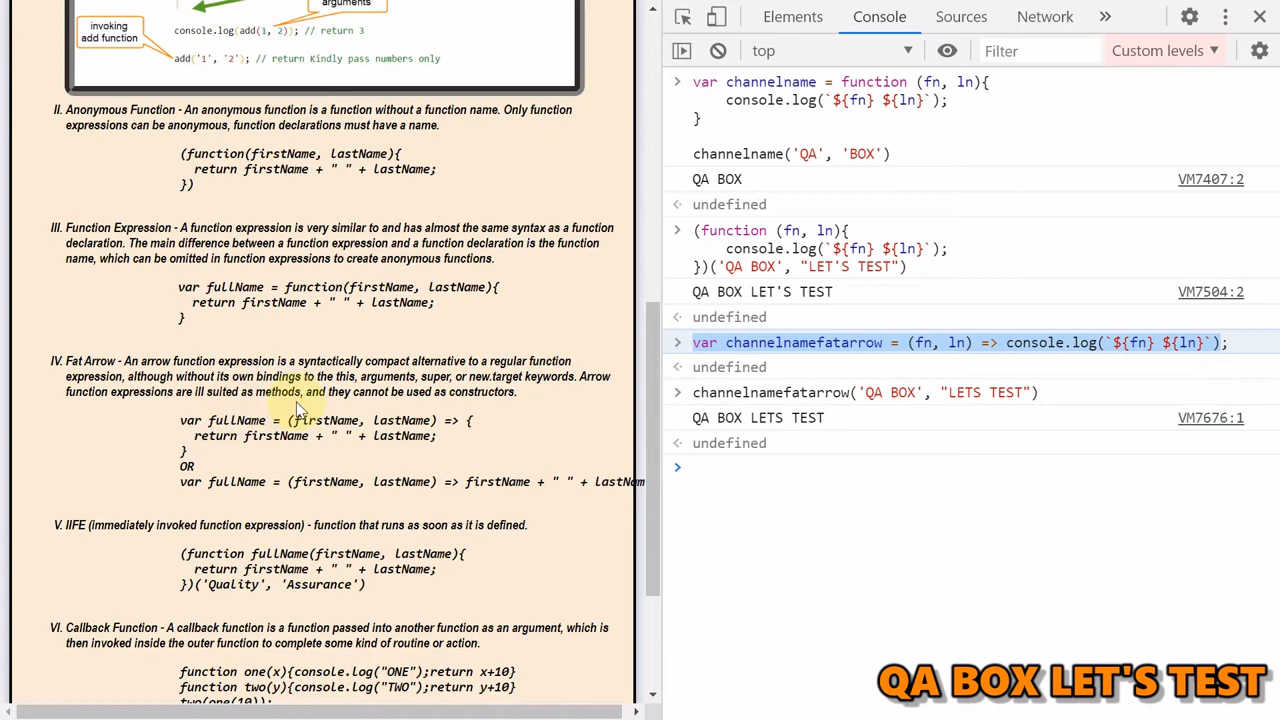 arguments
invoking
add function
console.log(add(1, 2)); // return 3
add('1', '2'); // return Kindly pass numbers only
II. Anonymous Function - An anonymous function is a function without a function name. Only function
expressions can be anonymous, function declarations must have a name.
(function(firstName, lastName){
return firstName + " " + lastName;
})
III. Function Expression - A function expression is very similar to and has almost the same syntax as a function
declaration. The main difference between a function expression and a function declaration is the function
name, which can be omitted in function expressions to create anonymous functions.
var fullName = function(firstName, lastName){
return firstName + " " + lastName;
}
IV. Fat Arrow - An arrow function expression is a syntactically compact alternative to a regular function
expression, although without its own bindings to the this, arguments, super, or new.target keywords. Arrow
function expressions are ill suited as methods, and they cannot be used as constructors.
var fullName = (firstName, lastName) => {
return firstName + " " + lastName;
}
OR
var fullName = (firstName, lastName) => firstName + " " + lastNam
V. IIFE (immediately invoked function expression) - function that runs as soon as it is defined.
(function fullName(firstName, lastName){
return firstName + " " + lastName;
})('Quality', 'Assurance')
VI. Callback Function - A callback function is a function passed into another function as an argument, which is
then invoked inside the outer function to complete some kind of routine or action.
function one(x){console.log("ONE");return x+10}
function two(y){console.log("TWO");return y+10}
two(one(10));
Elements Console Sources Network
top Filter Custom levels
var channelname = function (fn, ln){
console.log(`${fn} ${ln}`);
}
channelname('QA', 'BOX')
QA BOX VM7407:2
undefined
(function (fn, ln){
console.log(`${fn} ${ln}`);
})('QA BOX', "LET'S TEST")
QA BOX LET'S TEST VM7504:2
undefined
var channelnamefatarrow = (fn, ln) => console.log(`${fn} ${ln}`);
undefined
channelnamefatarrow('QA BOX', "LETS TEST")
QA BOX LETS TEST VM7676:1
undefined
QA BOX LET'S TEST